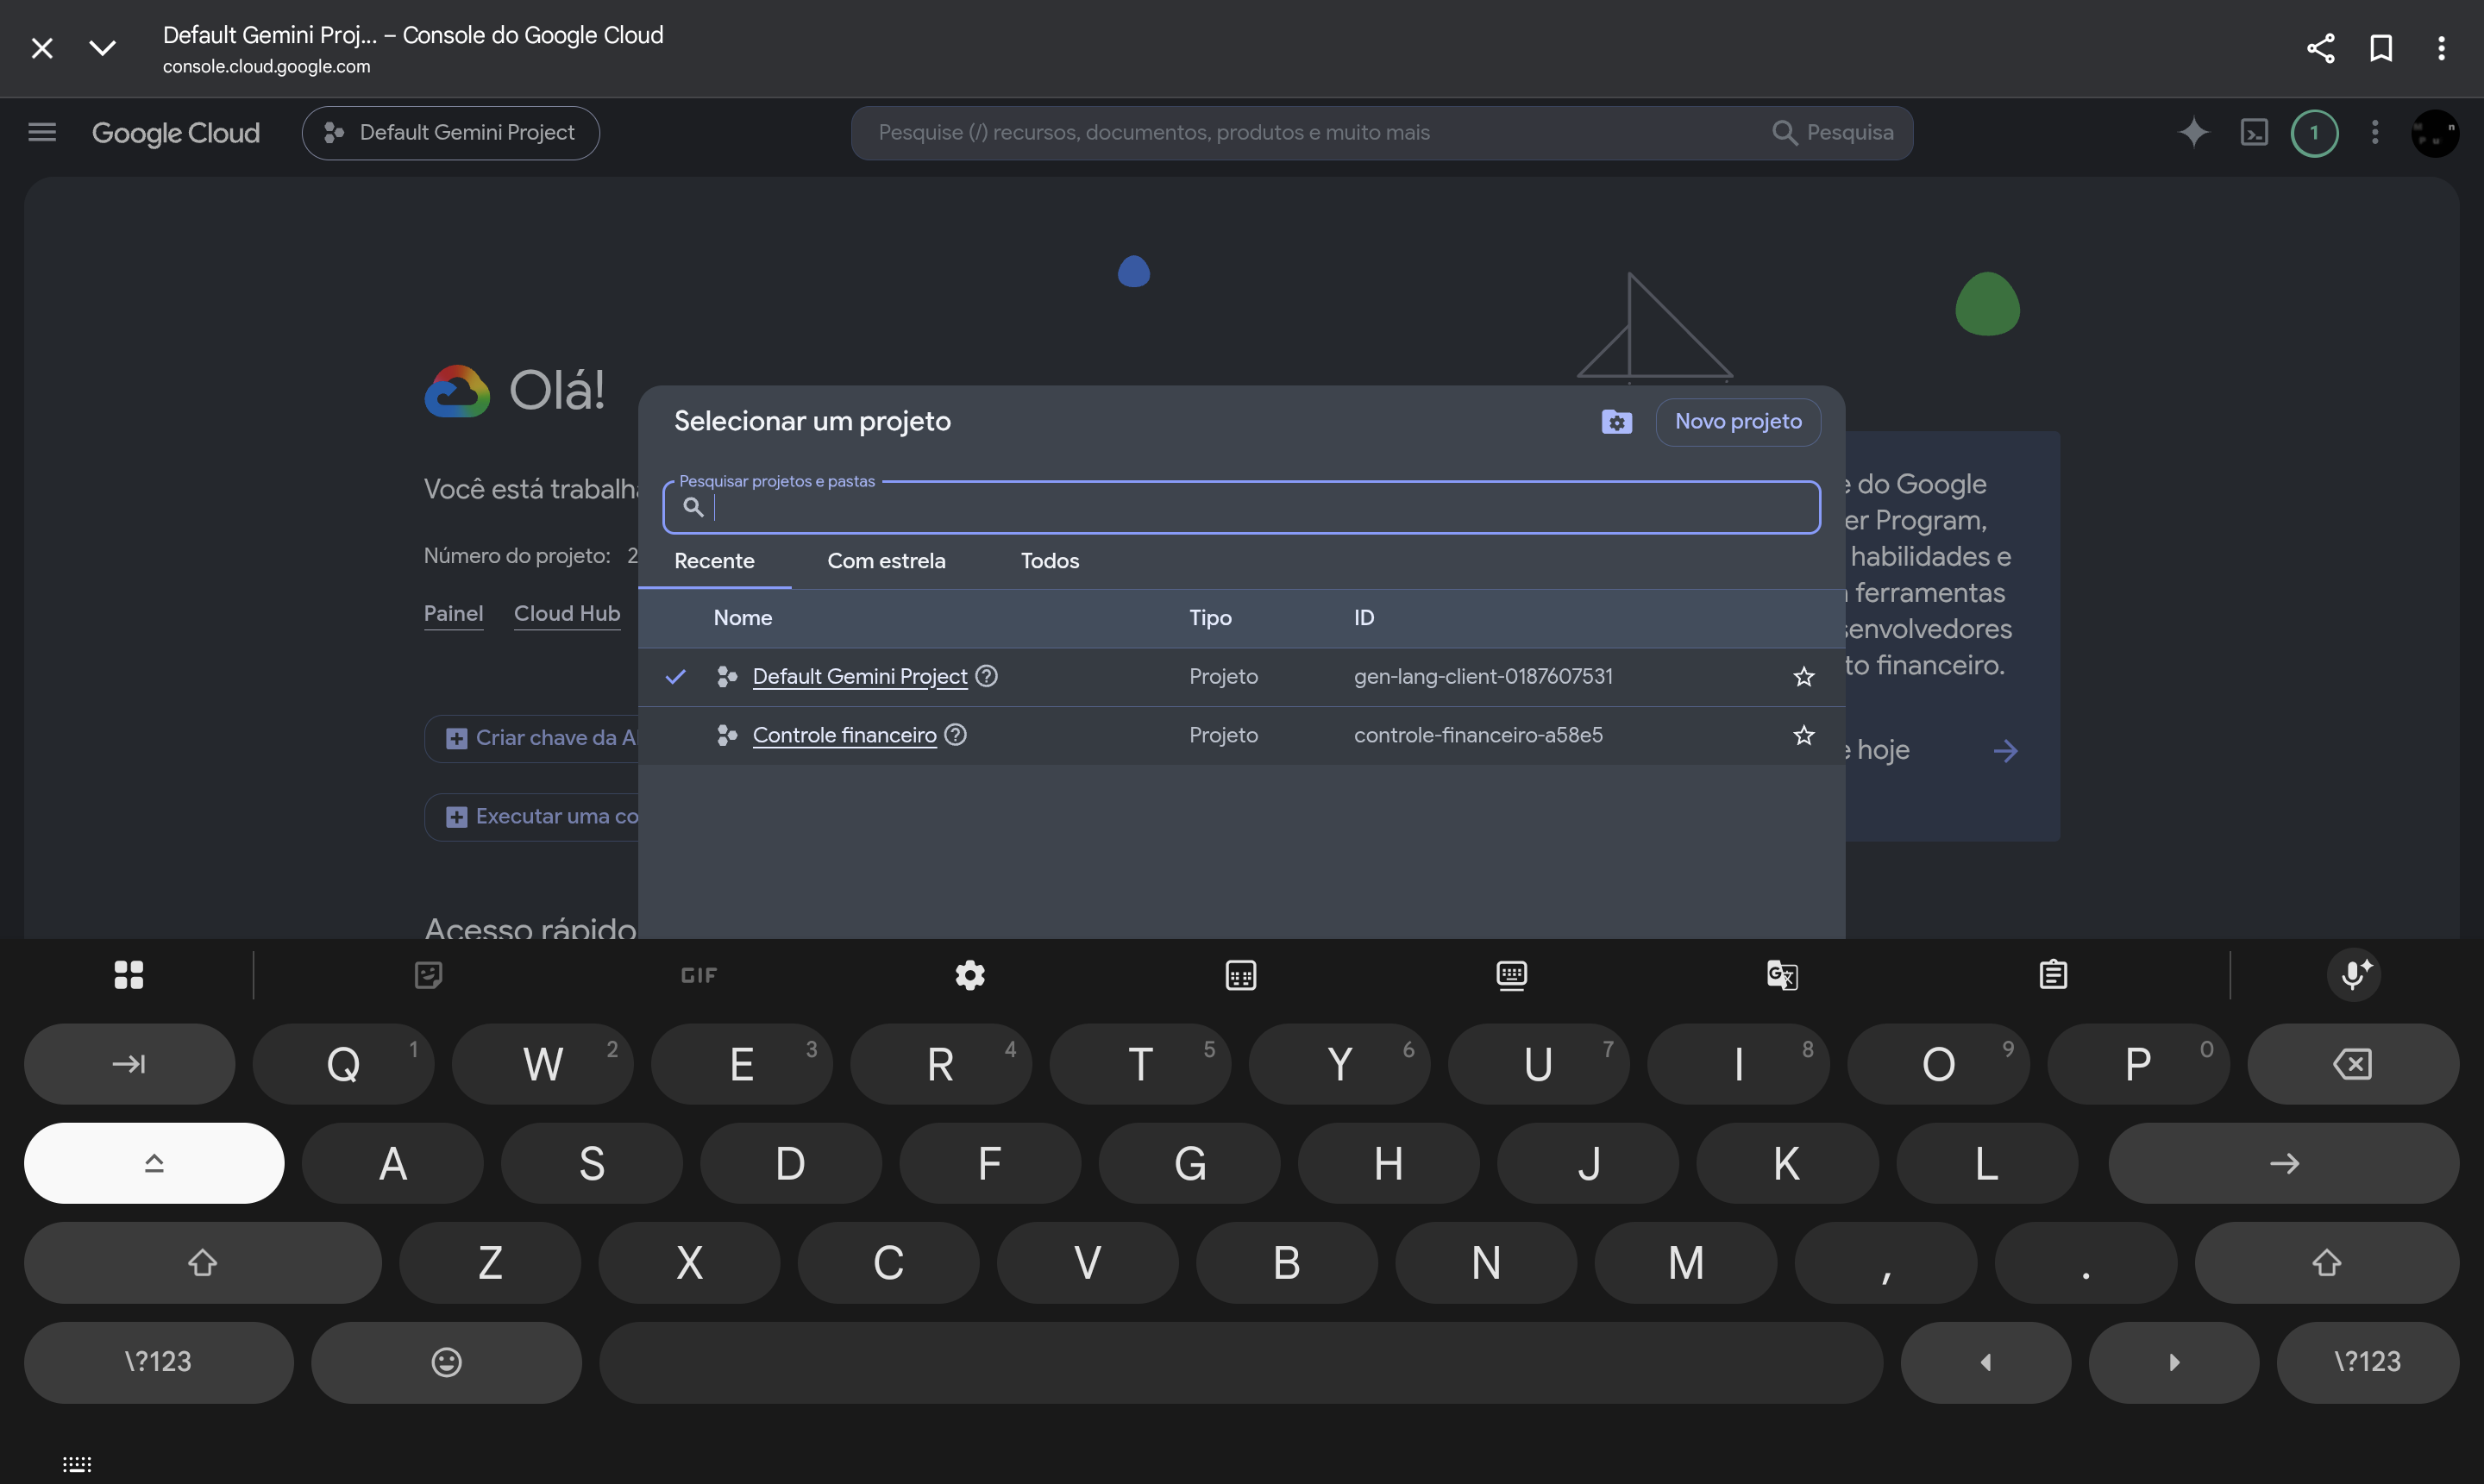 Default Gemini Proj... – Console do Google Cloud
console.cloud.google.com
Google Cloud
Default Gemini Project
Pesquise (/) recursos, documentos, produtos e muito mais
Pesquisa
1
Olá!
Você está trabalha
Número do projeto: 2
Painel Cloud Hub
Criar chave da A
Executar uma co
Acesso rápido
Selecionar um projeto
Novo projeto
Pesquisar projetos e pastas
Recente Com estrela Todos
Nome Tipo ID
Default Gemini Project Projeto gen-lang-client-0187607531
Controle financeiro Projeto controle-financeiro-a58e5
e do Google
er Program,
habilidades e
ferramentas
senvolvedores
to financeiro.
e hoje
GIF
Q 1 W 2 E 3 R 4 T 5 Y 6 U 7 I 8 O 9 P 0
A S D F G H J K L
Z X C V B N M , .
\?123 \?123